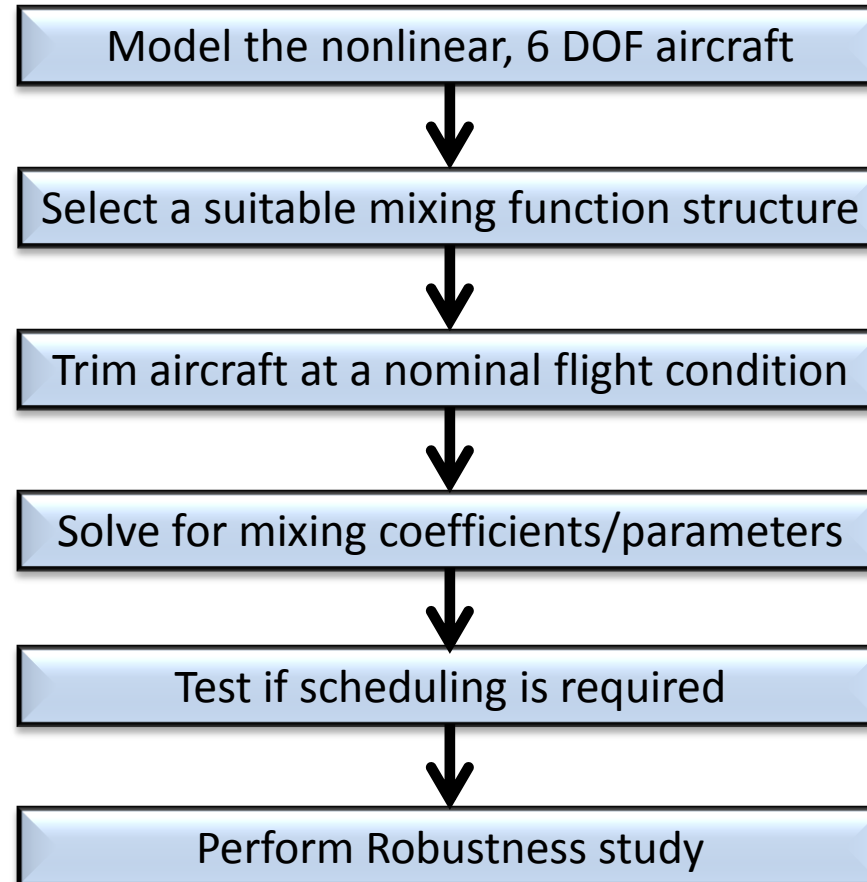 Model the nonlinear, 6 DOF aircraft
Select a suitable mixing function structure
Trim aircraft at a nominal flight condition
Solve for mixing coefficients/parameters
Test if scheduling is required
Perform Robustness study